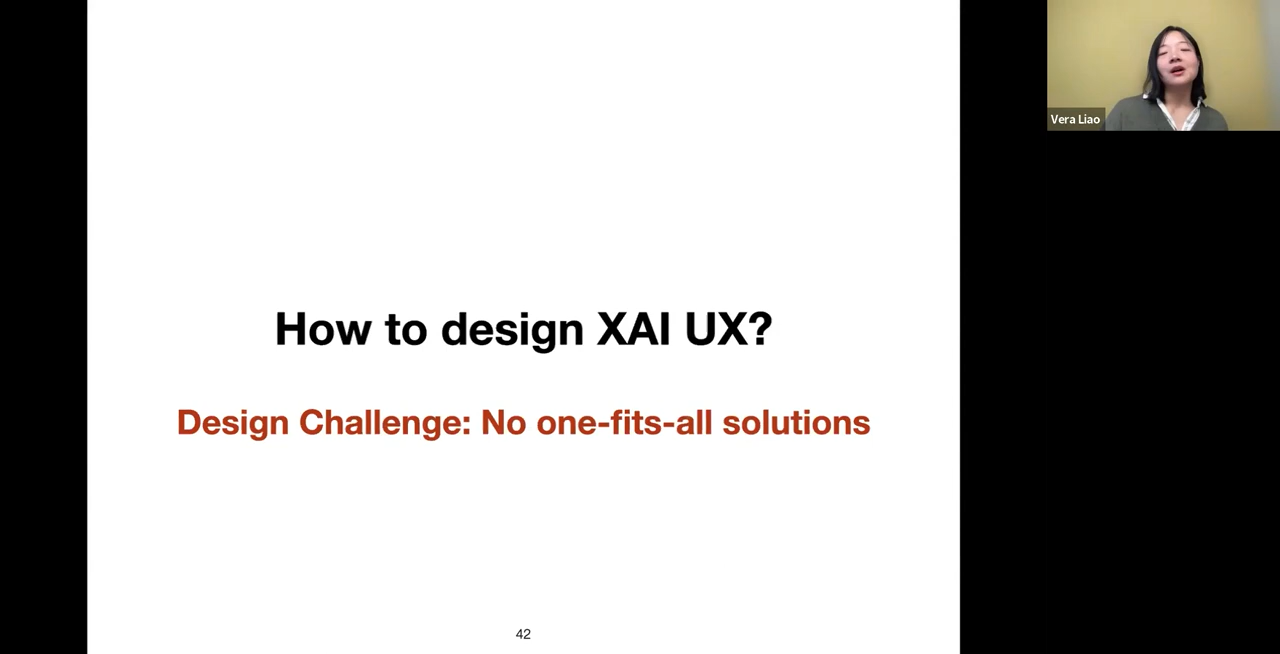 How to design XAI UX?
Design Challenge: No one-fits-all solutions
42
Vera Liao